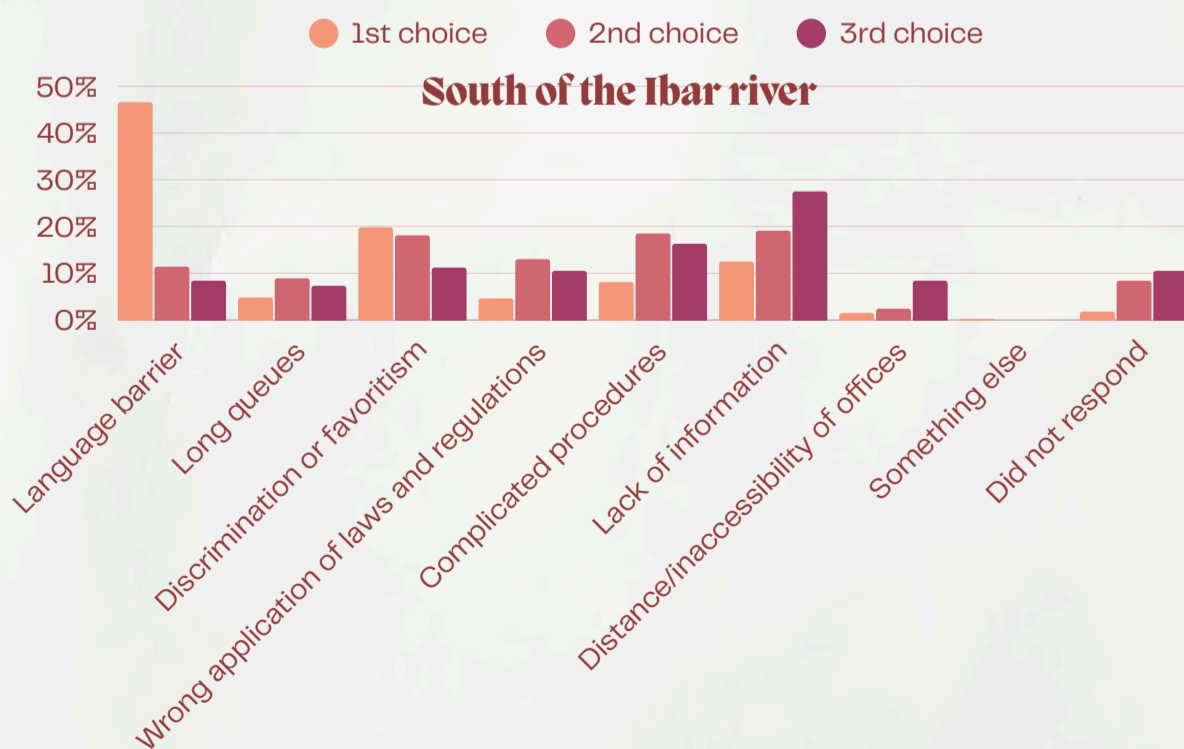 1st choice 2nd choice 3rd choice
South of the Ibar river
50%
40%
30%
20%
10%
0%
Language barrier
Long queues
Discrimination or favoritism
Wrong application of laws and regulations
Complicated procedures
Lack of information
Distance/inaccessibility of offices
Something else
Did not respond